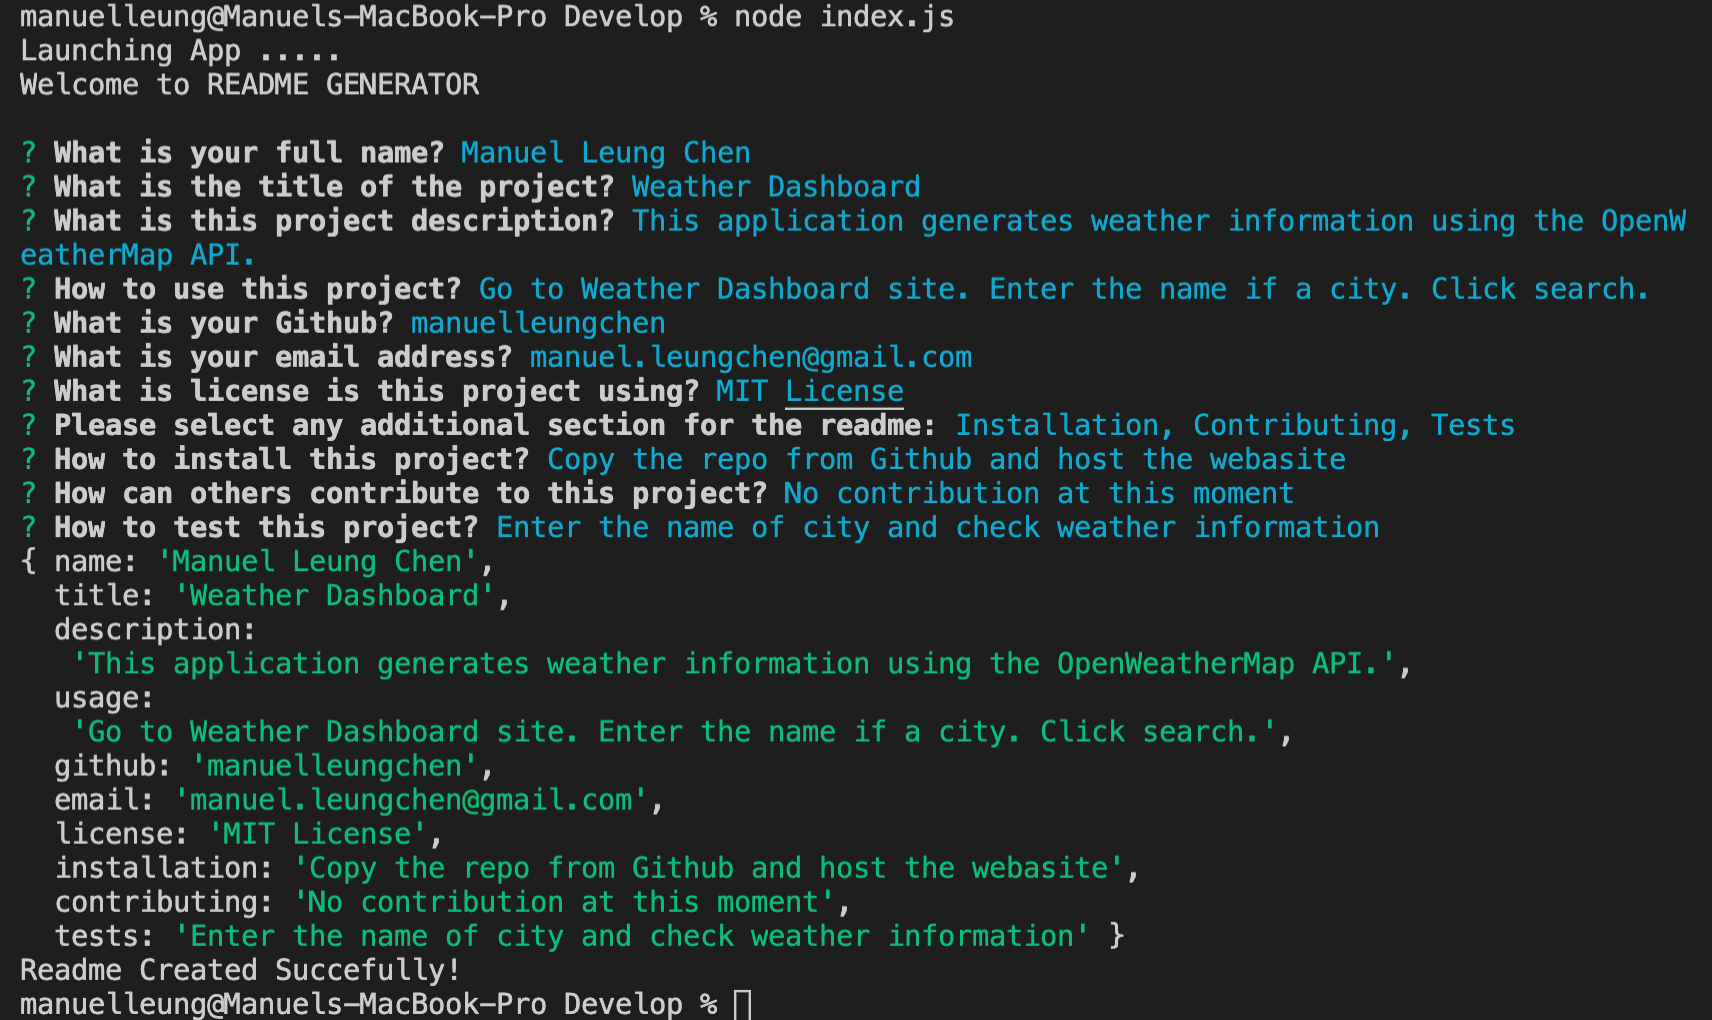 manuelleung@Manuels-MacBook-Pro Develop % node index.js
Launching App .....
Welcome to README GENERATOR
? What is your full name? Manuel Leung Chen
? What is the title of the project? Weather Dashboard
? What is this project description? This application generates weather information using the OpenW
eatherMap API.
? How to use this project? Go to Weather Dashboard site. Enter the name if a city. Click search.
? What is your Github? manuelleungchen
? What is your email address? manuel.leungchen@gmail.com
? What is license is this project using? MIT License
? Please select any additional section for the readme: Installation, Contributing, Tests
? How to install this project? Copy the repo from Github and host the webasite
? How can others contribute to this project? No contribution at this moment
? How to test this project? Enter the name of city and check weather information
{ name: 'Manuel Leung Chen',
  title: 'Weather Dashboard',
  description:
   'This application generates weather information using the OpenWeatherMap API.',
  usage:
   'Go to Weather Dashboard site. Enter the name if a city. Click search.',
  github: 'manuelleungchen',
  email: 'manuel.leungchen@gmail.com',
  license: 'MIT License',
  installation: 'Copy the repo from Github and host the webasite',
  contributing: 'No contribution at this moment',
  tests: 'Enter the name of city and check weather information' }
Readme Created Succefully!
manuelleung@Manuels-MacBook-Pro Develop %